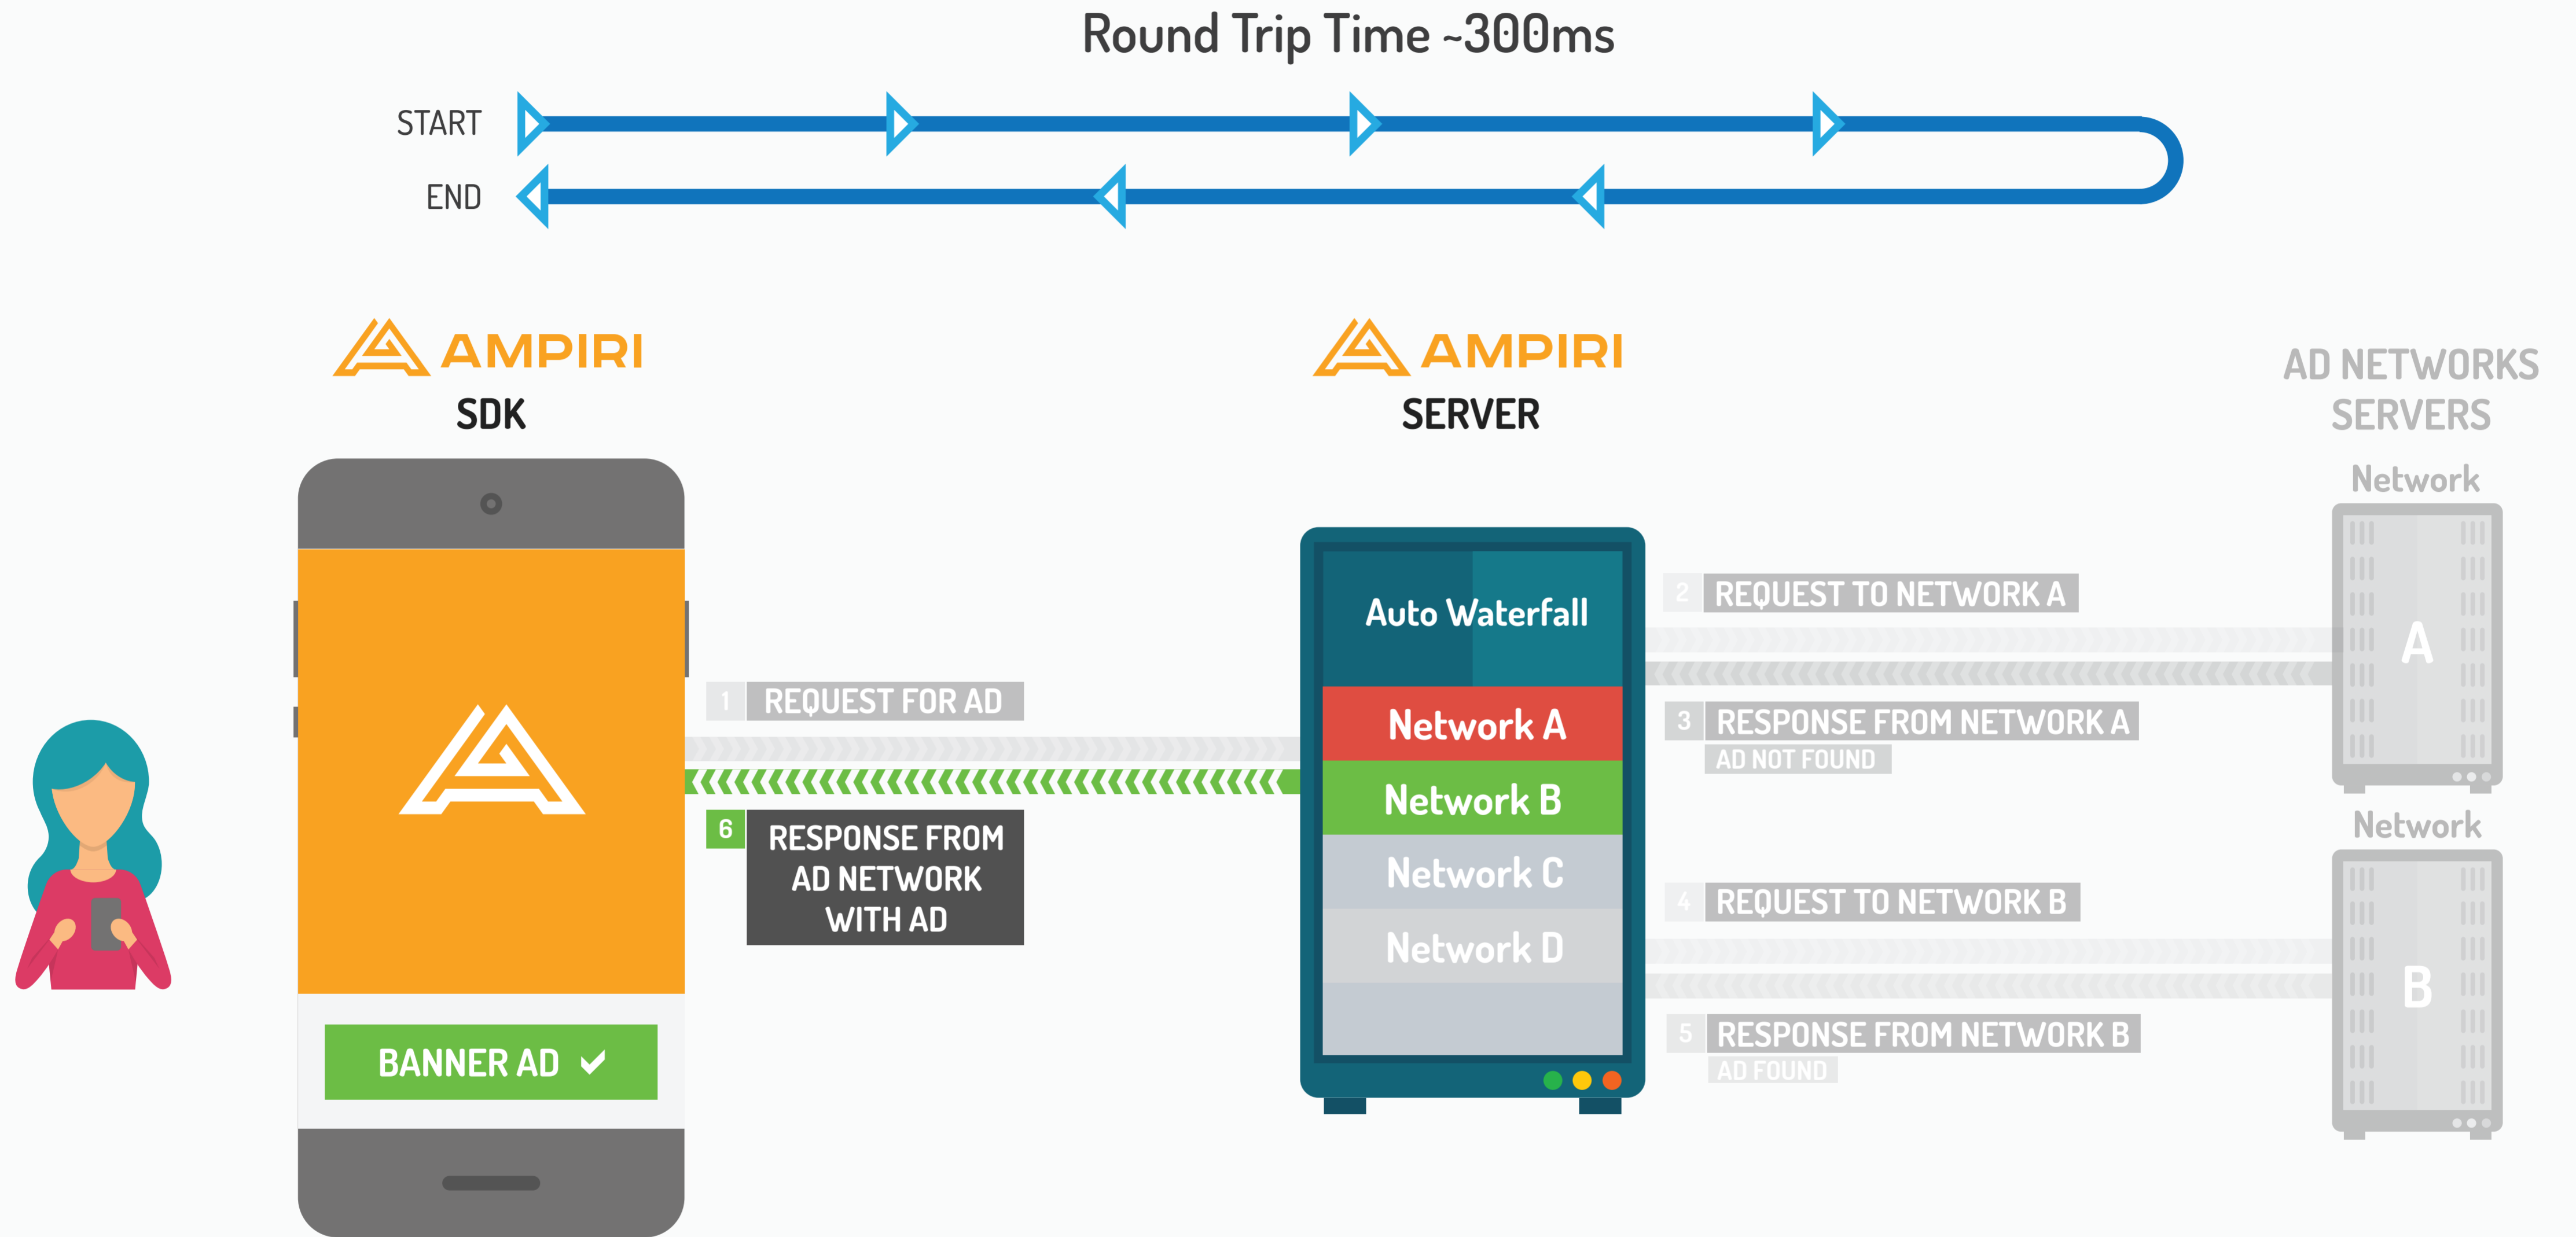 Round Trip Time ~300ms
START
END
AMPIRI
SDK
AMPIRI
SERVER
AD NETWORKS
SERVERS
Network
A
Network
B
1 REQUEST FOR AD
6 RESPONSE FROM
AD NETWORK
WITH AD
BANNER AD
Auto Waterfall
Network A
Network B
Network C
Network D
2 REQUEST TO NETWORK A
3 RESPONSE FROM NETWORK A
AD NOT FOUND
4 REQUEST TO NETWORK B
5 RESPONSE FROM NETWORK B
AD FOUND